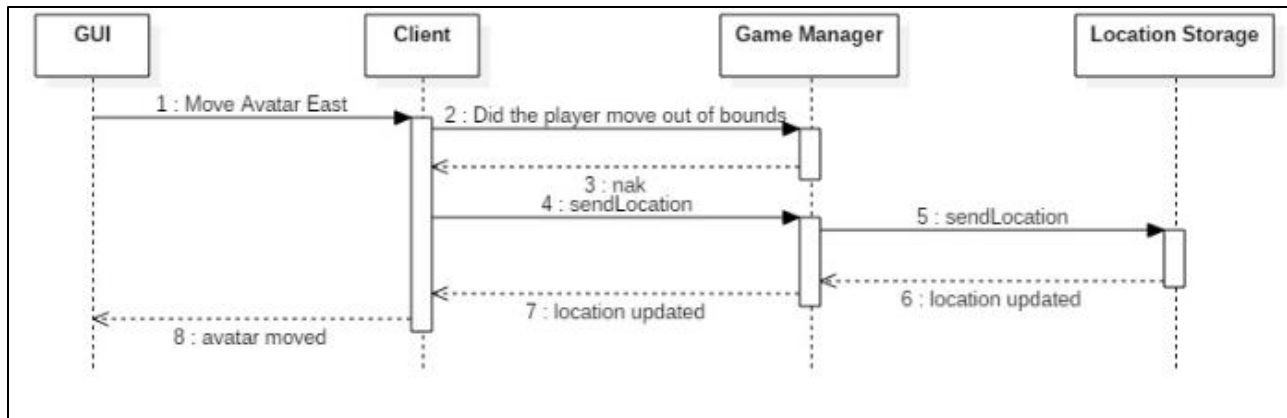 GUI
Client
Game Manager
Location Storage
1 : Move Avatar East
2 : Did the player move out of bounds
3 : nak
4 : sendLocation
5 : sendLocation
6 : location updated
7 : location updated
8 : avatar moved